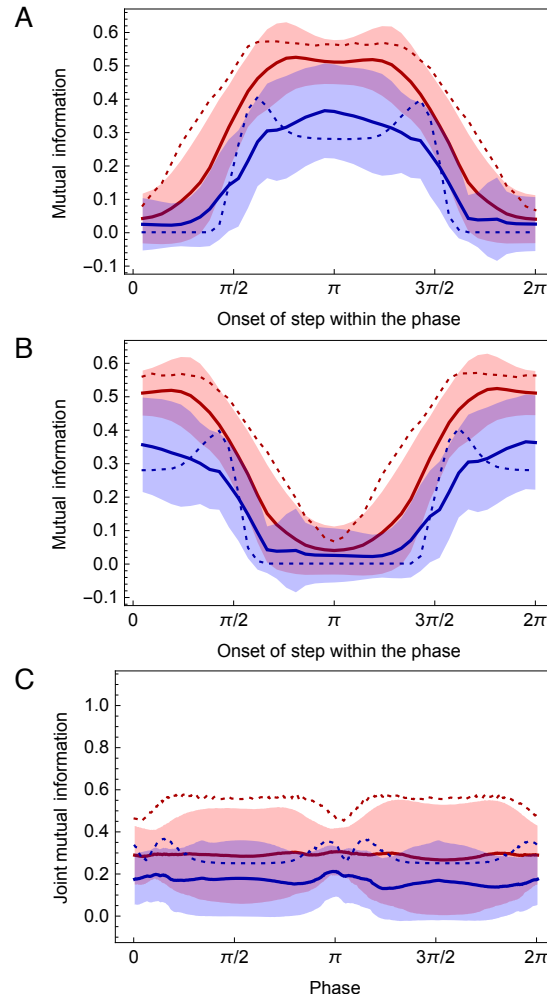 A
0.6
0.5
0.4
0.3
0.2
0.1
0.0
−0.1
Mutual information
0 π/2 π 3π/2 2π
Onset of step within the phase
B
0.6
0.5
0.4
0.3
0.2
0.1
0.0
−0.1
Mutual information
0 π/2 π 3π/2 2π
Onset of step within the phase
C
1.0
0.8
0.6
0.4
0.2
0.0
Joint mutual information
0 π/2 π 3π/2 2π
Phase